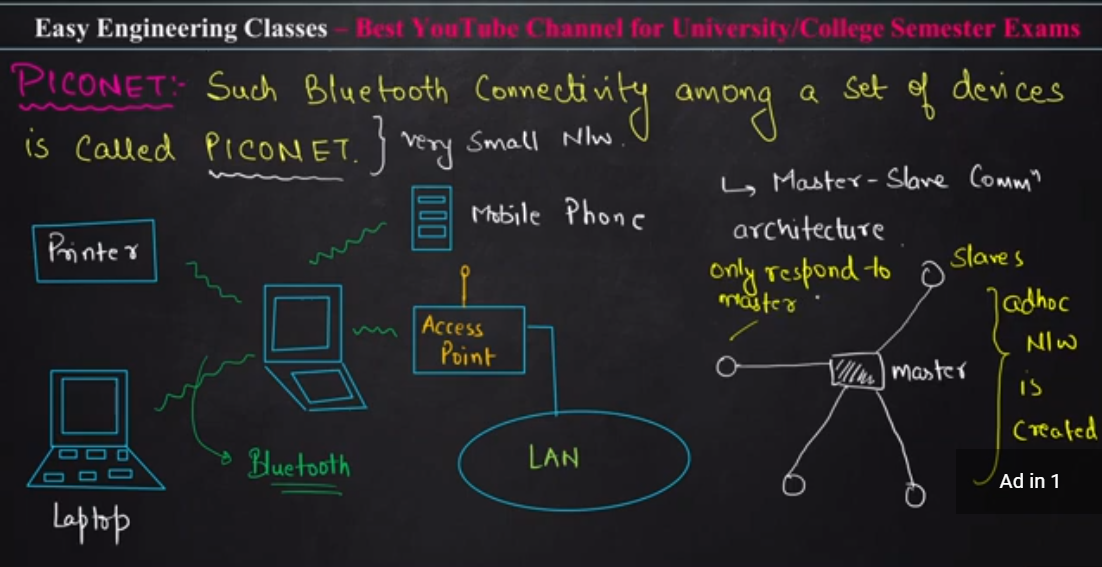 Easy Engineering Classes – Best YouTube Channel for University/College Semester Exams
PICONET:- Such Bluetooth Connectivity among a set of devices
is called PICONET. } very small N/w.
↳ Master-Slave Commⁿ
architecture
Mobile Phone
Printer
only respond to
master
Slaves
adhoc
N/w
is
created
Access
Point
master
LAN
Bluetooth
Laptop
Ad in 1